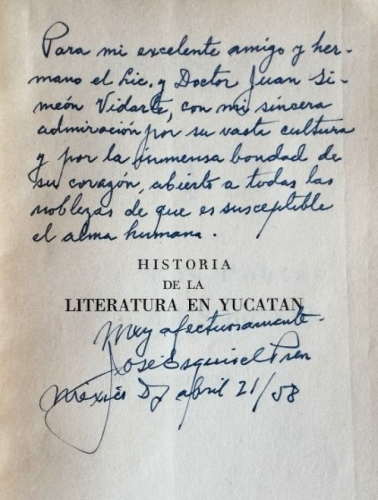 Para mi excelente amigo y her-
mano el Lic. y Doctor Juan Si-
meón Vidarte, con mi sincera
admiración por su vasta cultura
y por la inmensa bondad de
su corazón, abierto a todas las
noblezas de que es susceptible
el alma humana.
HISTORIA
DE LA
LITERATURA EN YUCATAN
Muy afectuosamente.
José Esquivel Pren
México DF abril 21/58